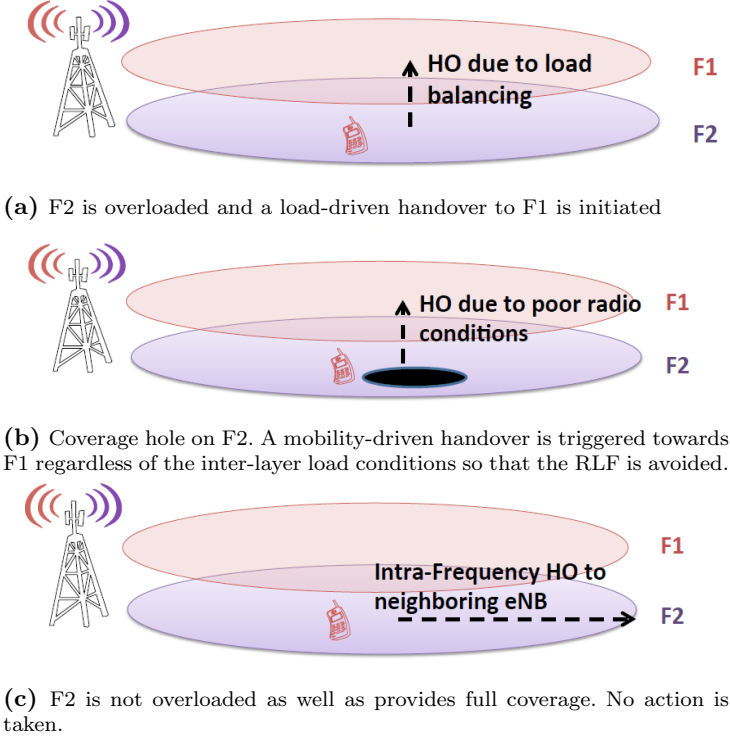 HO due to load
balancing
F1
F2
(a) F2 is overloaded and a load-driven handover to F1 is initiated
HO due to poor radio
conditions
F1
F2
(b) Coverage hole on F2. A mobility-driven handover is triggered towards
F1 regardless of the inter-layer load conditions so that the RLF is avoided.
F1
Intra-Frequency HO to
neighboring eNB
F2
(c) F2 is not overloaded as well as provides full coverage. No action is
taken.